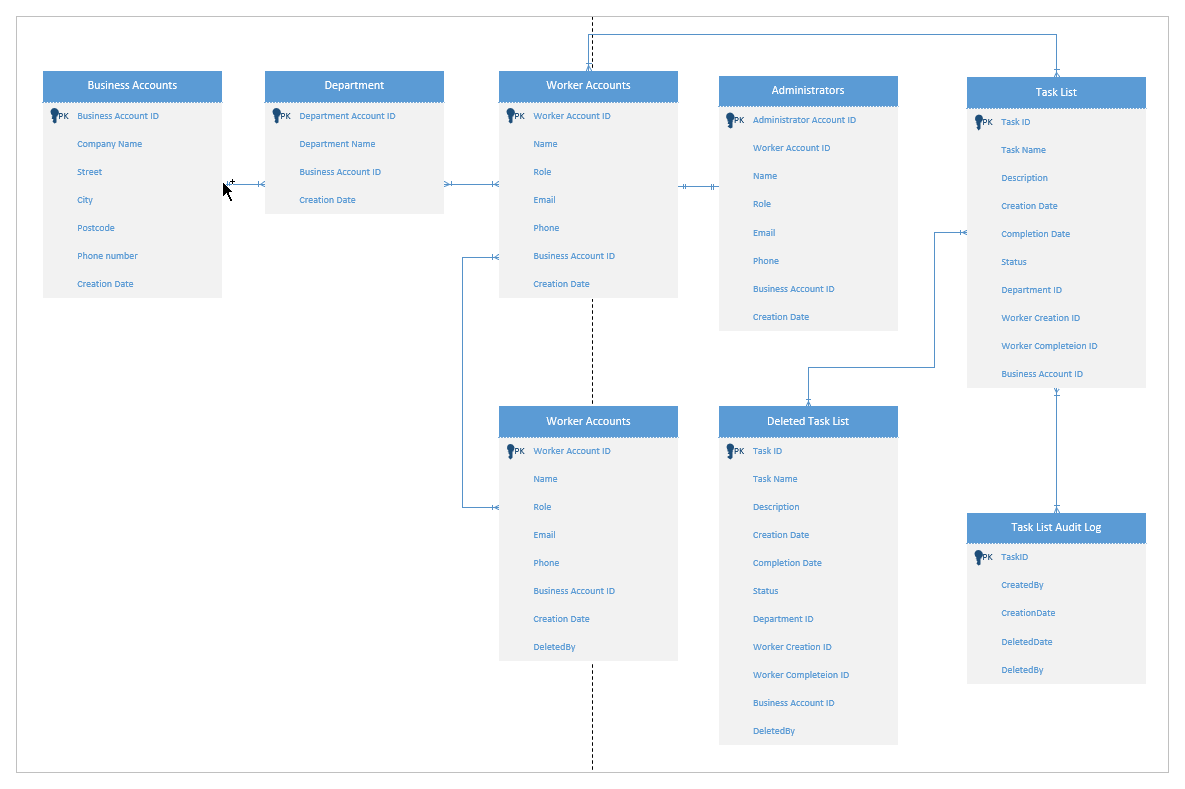 Business Accounts
PK Business Account ID
Company Name
Street
City
Postcode
Phone number
Creation Date
Department
PK Department Account ID
Department Name
Business Account ID
Creation Date
Worker Accounts
PK Worker Account ID
Name
Role
Email
Phone
Business Account ID
Creation Date
Administrators
PK Administrator Account ID
Worker Account ID
Name
Role
Email
Phone
Business Account ID
Creation Date
Task List
PK Task ID
Task Name
Description
Creation Date
Completion Date
Status
Department ID
Worker Creation ID
Worker Completeion ID
Business Account ID
Worker Accounts
PK Worker Account ID
Name
Role
Email
Phone
Business Account ID
Creation Date
DeletedBy
Deleted Task List
PK Task ID
Task Name
Description
Creation Date
Completion Date
Status
Department ID
Worker Creation ID
Worker Completeion ID
Business Account ID
DeletedBy
Task List Audit Log
PK TaskID
CreatedBy
CreationDate
DeletedDate
DeletedBy